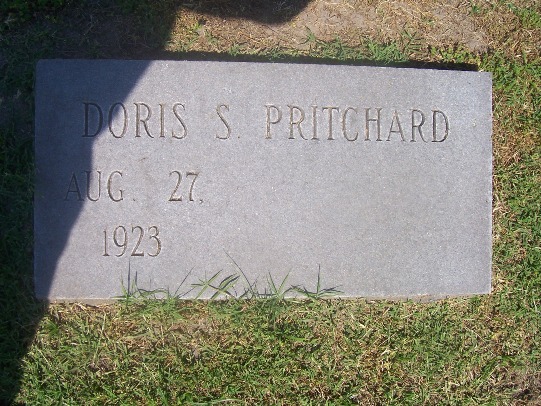 DORIS S. PRITCHARD
AUG. 27,
1923